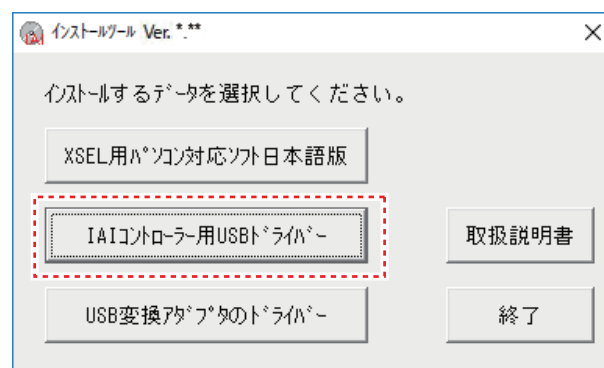 インストールツール Ver. *.**
インストールするデータを選択してください。
XSEL用パソコン対応ソフト日本語版
IAIコントローラー用USBドライバー 取扱説明書
USB変換アダプタのドライバー 終了